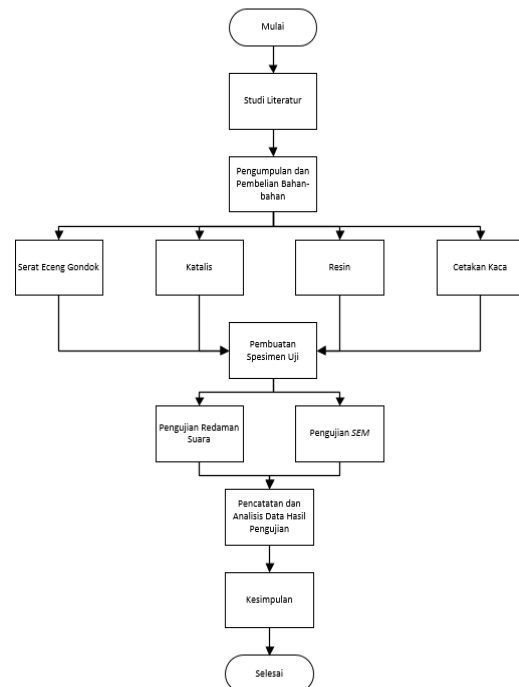 Mulai
Studi Literatur
Pengumpulan dan
Pembelian Bahan-
bahan
Serat Eceng Gondok
Katalis
Resin
Cetakan Kaca
Pembuatan
Spesimen Uji
Pengujian Redaman
Suara
Pengujian SEM
Pencatatan dan
Analisis Data Hasil
Pengujian
Kesimpulan
Selesai